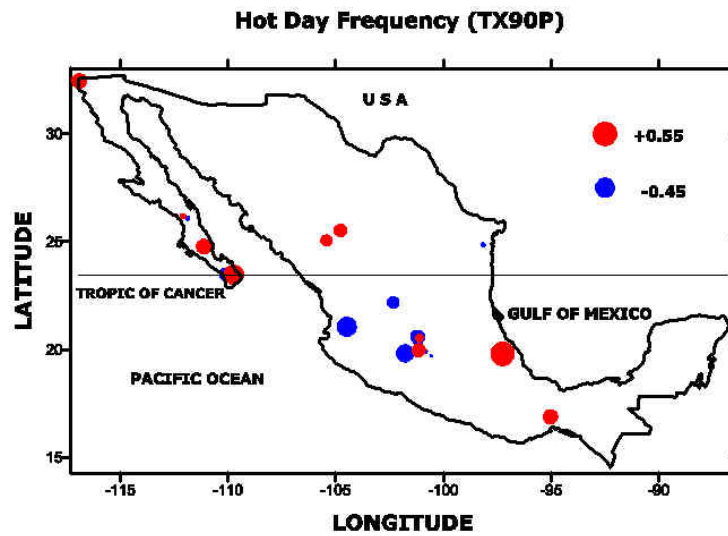 Hot Day Frequency (TX90P)
U S A
+0.55
-0.45
30
25
20
15
LATITUDE
TROPIC OF CANCER
GULF OF MEXICO
PACIFIC OCEAN
-115
-110
-105
-100
-95
-90
LONGITUDE